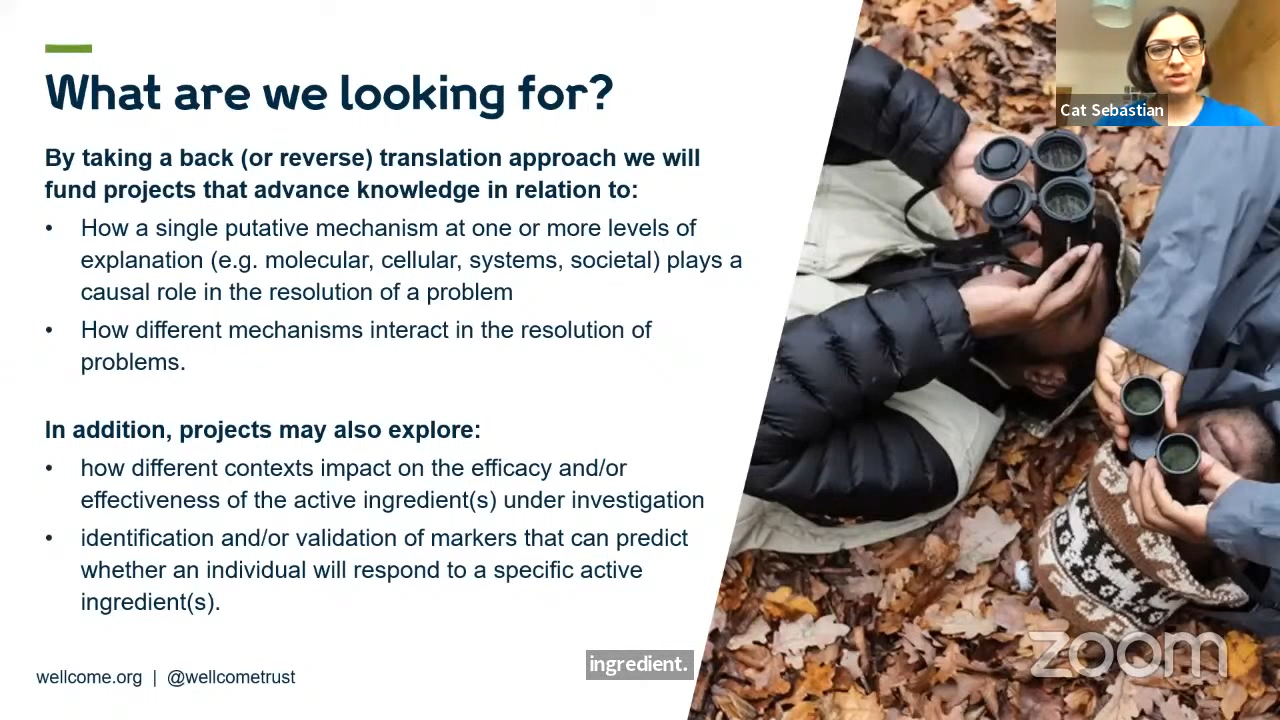 What are we looking for?
By taking a back (or reverse) translation approach we will
fund projects that advance knowledge in relation to:
• How a single putative mechanism at one or more levels of
explanation (e.g. molecular, cellular, systems, societal) plays a
causal role in the resolution of a problem
• How different mechanisms interact in the resolution of
problems.
In addition, projects may also explore:
• how different contexts impact on the efficacy and/or
effectiveness of the active ingredient(s) under investigation
• identification and/or validation of markers that can predict
whether an individual will respond to a specific active
ingredient(s).
wellcome.org | @wellcometrust
ingredient.
Cat Sebastian
zoom